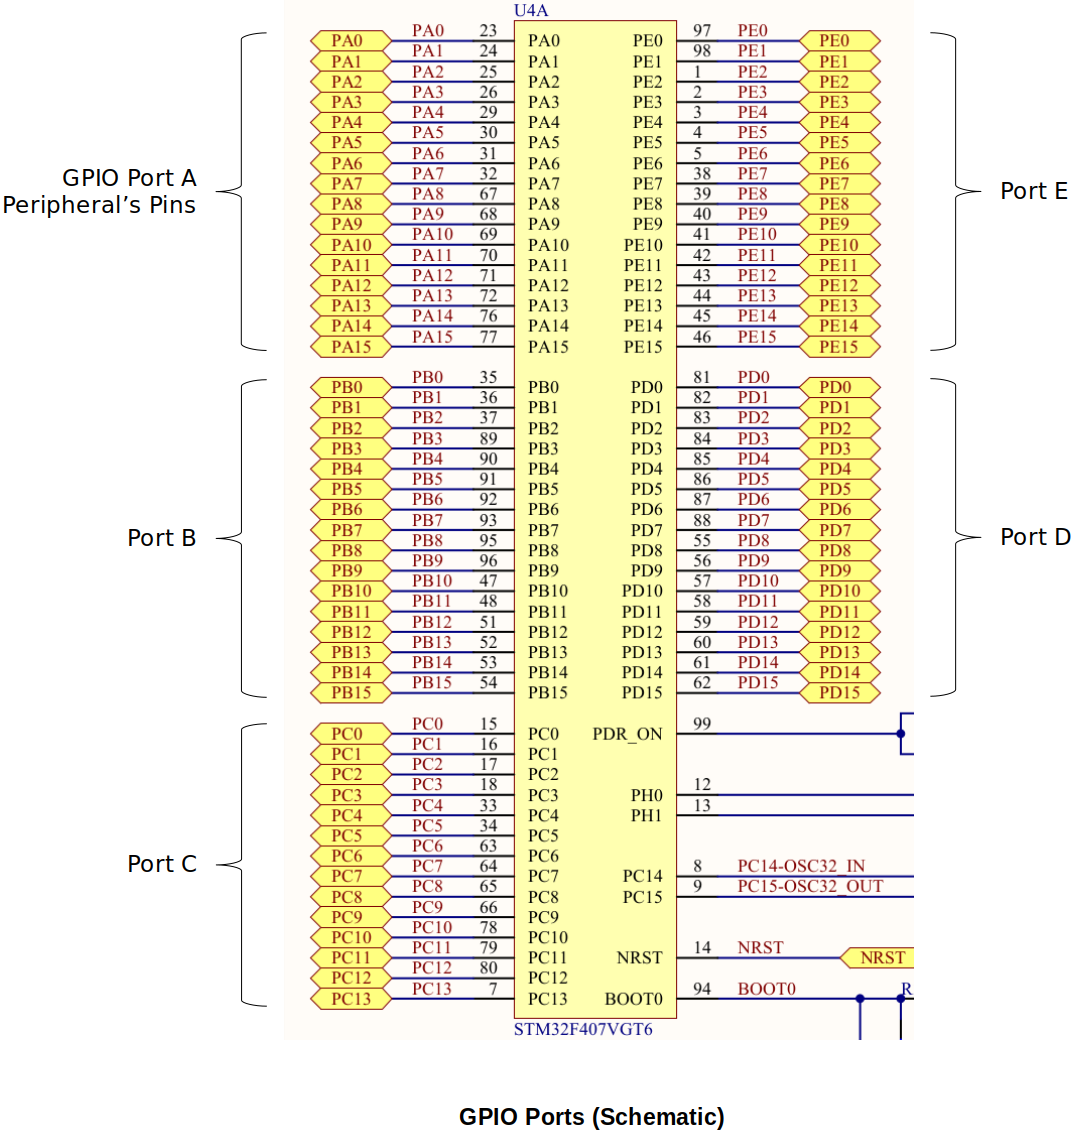 U4A
PA0 PA0 23 PA0 PE0 97 PE0 PE0
PA1 PA1 24 PA1 PE1 98 PE1 PE1
PA2 PA2 25 PA2 PE2 1 PE2 PE2
PA3 PA3 26 PA3 PE3 2 PE3 PE3
PA4 PA4 29 PA4 PE4 3 PE4 PE4
PA5 PA5 30 PA5 PE5 4 PE5 PE5
PA6 PA6 31 PA6 PE6 5 PE6 PE6
GPIO Port A
Peripheral’s Pins
PA7 PA7 32 PA7 PE7 38 PE7 PE7
Port E
PA8 PA8 67 PA8 PE8 39 PE8 PE8
PA9 PA9 68 PA9 PE9 40 PE9 PE9
PA10 PA10 69 PA10 PE10 41 PE10 PE10
PA11 PA11 70 PA11 PE11 42 PE11 PE11
PA12 PA12 71 PA12 PE12 43 PE12 PE12
PA13 PA13 72 PA13 PE13 44 PE13 PE13
PA14 PA14 76 PA14 PE14 45 PE14 PE14
PA15 PA15 77 PA15 PE15 46 PE15 PE15
PB0 PB0 35 PB0 PD0 81 PD0 PD0
PB1 PB1 36 PB1 PD1 82 PD1 PD1
PB2 PB2 37 PB2 PD2 83 PD2 PD2
PB3 PB3 89 PB3 PD3 84 PD3 PD3
PB4 PB4 90 PB4 PD4 85 PD4 PD4
PB5 PB5 91 PB5 PD5 86 PD5 PD5
PB6 PB6 92 PB6 PD6 87 PD6 PD6
PB7 PB7 93 PB7 PD7 88 PD7 PD7
Port B
Port D
PB8 PB8 95 PB8 PD8 55 PD8 PD8
PB9 PB9 96 PB9 PD9 56 PD9 PD9
PB10 PB10 47 PB10 PD10 57 PD10 PD10
PB11 PB11 48 PB11 PD11 58 PD11 PD11
PB12 PB12 51 PB12 PD12 59 PD12 PD12
PB13 PB13 52 PB13 PD13 60 PD13 PD13
PB14 PB14 53 PB14 PD14 61 PD14 PD14
PB15 PB15 54 PB15 PD15 62 PD15 PD15
PC0 PC0 15 PC0 PDR_ON 99
PC1 PC1 16 PC1
PC2 PC2 17 PC2
PC3 PC3 18 PC3 PH0 12
PC4 PC4 33 PC4 PH1 13
PC5 PC5 34 PC5
PC6 PC6 63 PC6
Port C
PC7 PC7 64 PC7 PC14 8 PC14-OSC32_IN
PC8 PC8 65 PC8 PC15 9 PC15-OSC32_OUT
PC9 PC9 66 PC9
PC10 PC10 78 PC10
PC11 PC11 79 PC11 NRST 14 NRST NRST
PC12 PC12 80 PC12
PC13 PC13 7 PC13 BOOT0 94 BOOT0 R
STM32F407VGT6
GPIO Ports (Schematic)